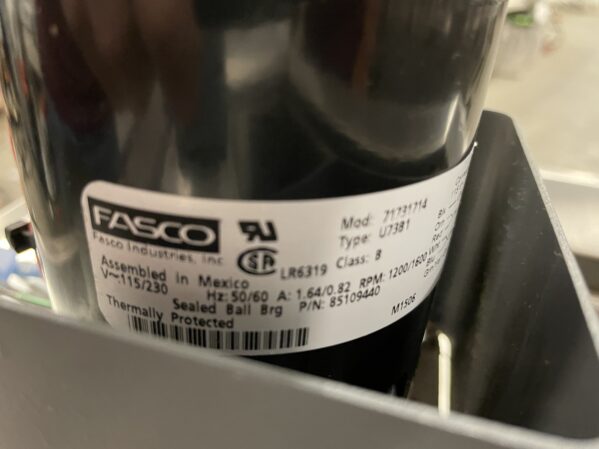 FASCO
Fasco Industries, Inc
Mod: 71731714
Type: U73B1
LR6319 Class: B
Assembled in Mexico
V~:115/230
Hz: 50/60 A: 1.64/0.82 RPM: 1200/1600
Sealed Ball Brg P/N: 85109440
Thermally Protected
M1506